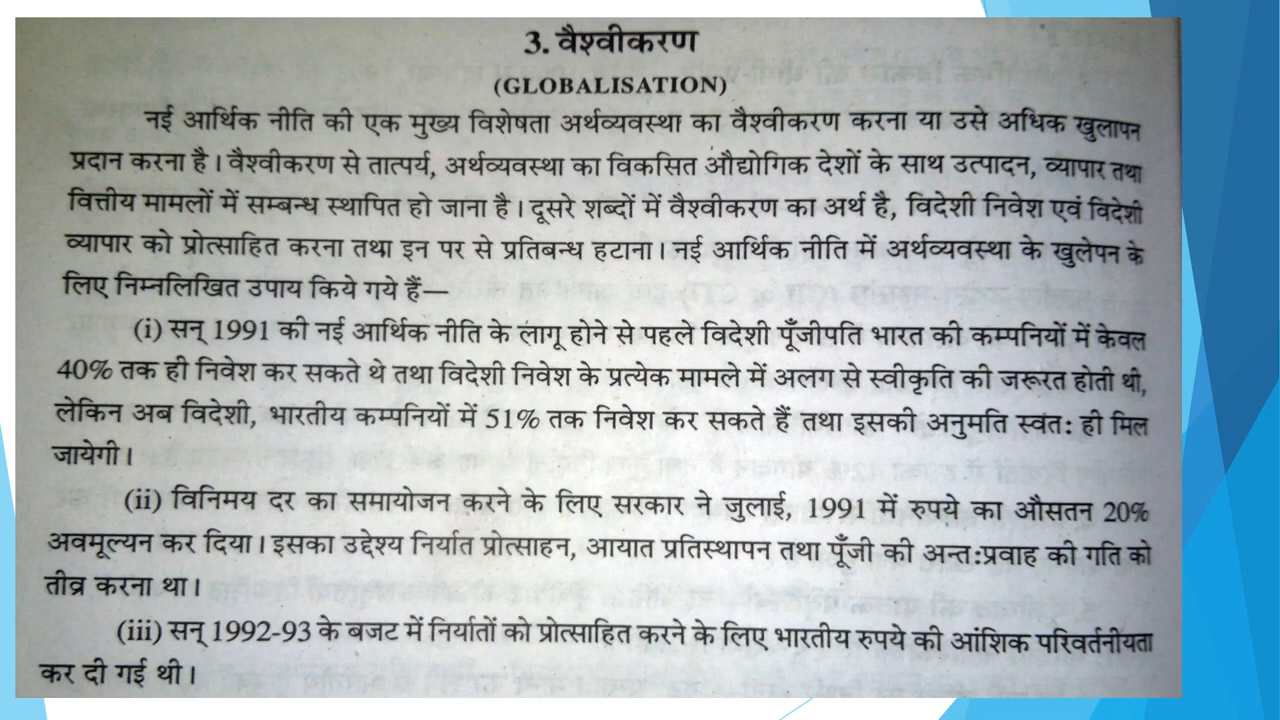 3. वैश्वीकरण
(GLOBALISATION)
नई आर्थिक नीति की एक मुख्य विशेषता अर्थव्यवस्था का वैश्वीकरण करना या उसे अधिक खुलापन
प्रदान करना है। वैश्वीकरण से तात्पर्य, अर्थव्यवस्था का विकसित औद्योगिक देशों के साथ उत्पादन, व्यापार तथा
वित्तीय मामलों में सम्बन्ध स्थापित हो जाना है। दूसरे शब्दों में वैश्वीकरण का अर्थ है, विदेशी निवेश एवं विदेशी
व्यापार को प्रोत्साहित करना तथा इन पर से प्रतिबन्ध हटाना। नई आर्थिक नीति में अर्थव्यवस्था के खुलेपन के
लिए निम्नलिखित उपाय किये गये हैं—
(i) सन् 1991 की नई आर्थिक नीति के लागू होने से पहले विदेशी पूँजीपति भारत की कम्पनियों में केवल
40% तक ही निवेश कर सकते थे तथा विदेशी निवेश के प्रत्येक मामले में अलग से स्वीकृति की जरूरत होती थी,
लेकिन अब विदेशी, भारतीय कम्पनियों में 51% तक निवेश कर सकते हैं तथा इसकी अनुमति स्वतः ही मिल
जायेगी।
(ii) विनिमय दर का समायोजन करने के लिए सरकार ने जुलाई, 1991 में रुपये का औसतन 20%
अवमूल्यन कर दिया। इसका उद्देश्य निर्यात प्रोत्साहन, आयात प्रतिस्थापन तथा पूँजी की अन्तःप्रवाह की गति को
तीव्र करना था।
(iii) सन् 1992-93 के बजट में निर्यातों को प्रोत्साहित करने के लिए भारतीय रुपये की आंशिक परिवर्तनीयता
कर दी गई थी।